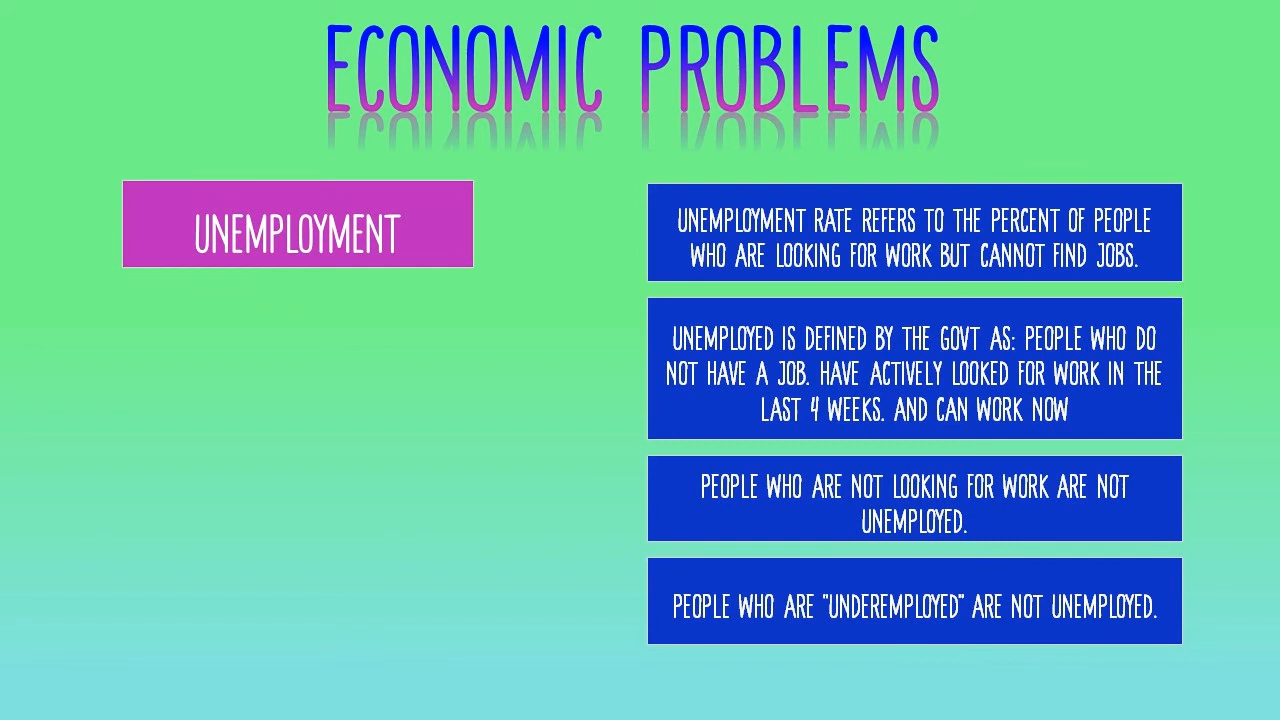 ECONOMIC PROBLEMS
UNEMPLOYMENT
UNEMPLOYMENT RATE REFERS TO THE PERCENT OF PEOPLE
WHO ARE LOOKING FOR WORK BUT CANNOT FIND JOBS.
UNEMPLOYED IS DEFINED BY THE GOVT AS: PEOPLE WHO DO
NOT HAVE A JOB. HAVE ACTIVELY LOOKED FOR WORK IN THE
LAST 4 WEEKS. AND CAN WORK NOW
PEOPLE WHO ARE NOT LOOKING FOR WORK ARE NOT
UNEMPLOYED.
PEOPLE WHO ARE "UNDEREMPLOYED" ARE NOT UNEMPLOYED.